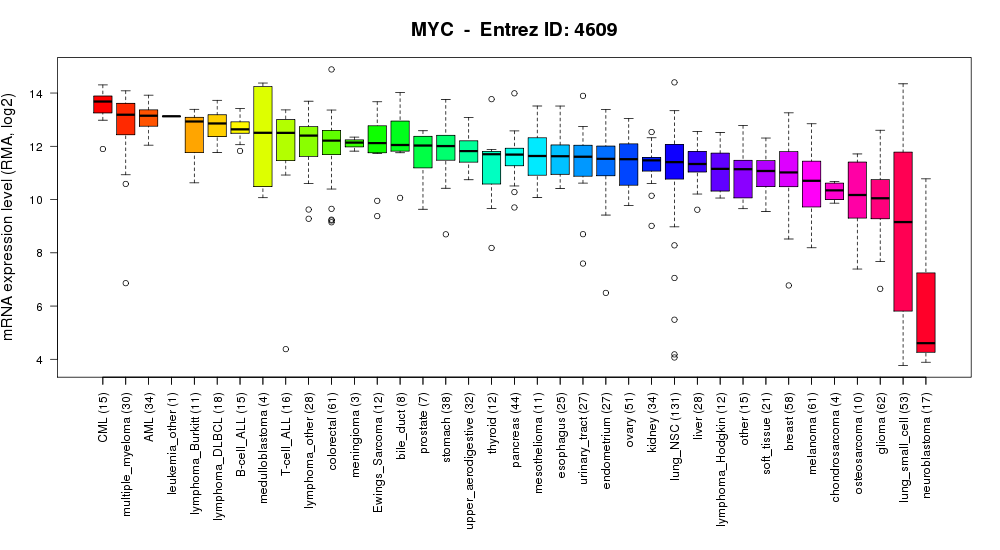 MYC - Entrez ID: 4609
mRNA expression level (RMA, log2)
14
12
10
8
6
4
CML (15)
multiple_myeloma (30)
AML (34)
leukemia_other (1)
lymphoma_Burkitt (11)
lymphoma_DLBCL (18)
B-cell_ALL (15)
medulloblastoma (4)
T-cell_ALL (16)
lymphoma_other (28)
colorectal (61)
meningioma (3)
Ewings_Sarcoma (12)
bile_duct (8)
prostate (7)
stomach (38)
upper_aerodigestive (32)
thyroid (12)
pancreas (44)
mesothelioma (11)
esophagus (25)
urinary_tract (27)
endometrium (27)
ovary (51)
kidney (34)
lung_NSC (131)
liver (28)
lymphoma_Hodgkin (12)
other (15)
soft_tissue (21)
breast (58)
melanoma (61)
chondrosarcoma (4)
osteosarcoma (10)
glioma (62)
lung_small_cell (53)
neuroblastoma (17)